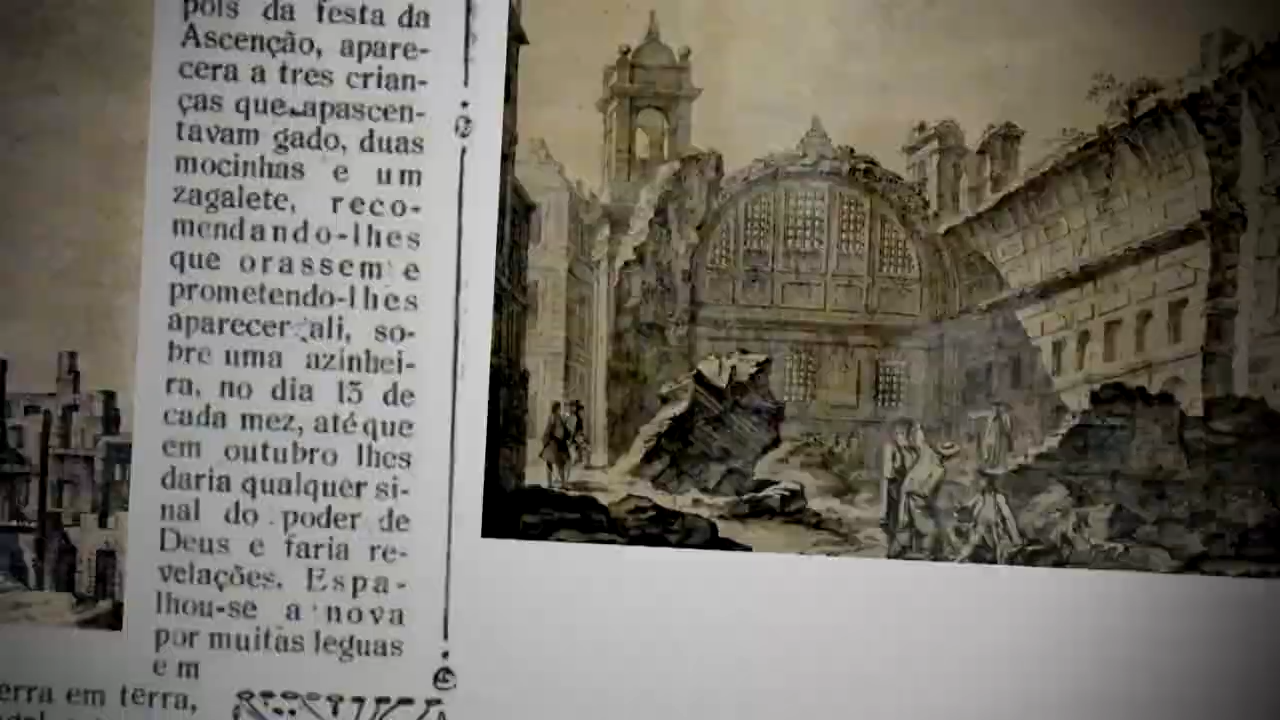 pois da festa da
Ascenção, apare-
cera a tres crian-
ças que apascen-
tavam gado, duas
mocinhas e um
zagalete, reco-
mendando-lhes
que orassem e
prometendo-lhes
aparecer ali, so-
bre uma azinhei-
ra, no dia 13 de
cada mez, até que
em outubro lhes
daria qualquer si-
nal do poder de
Deus e faria re-
velações. Espa-
lhou-se a nova
por muitas leguas
em
erra em terra,